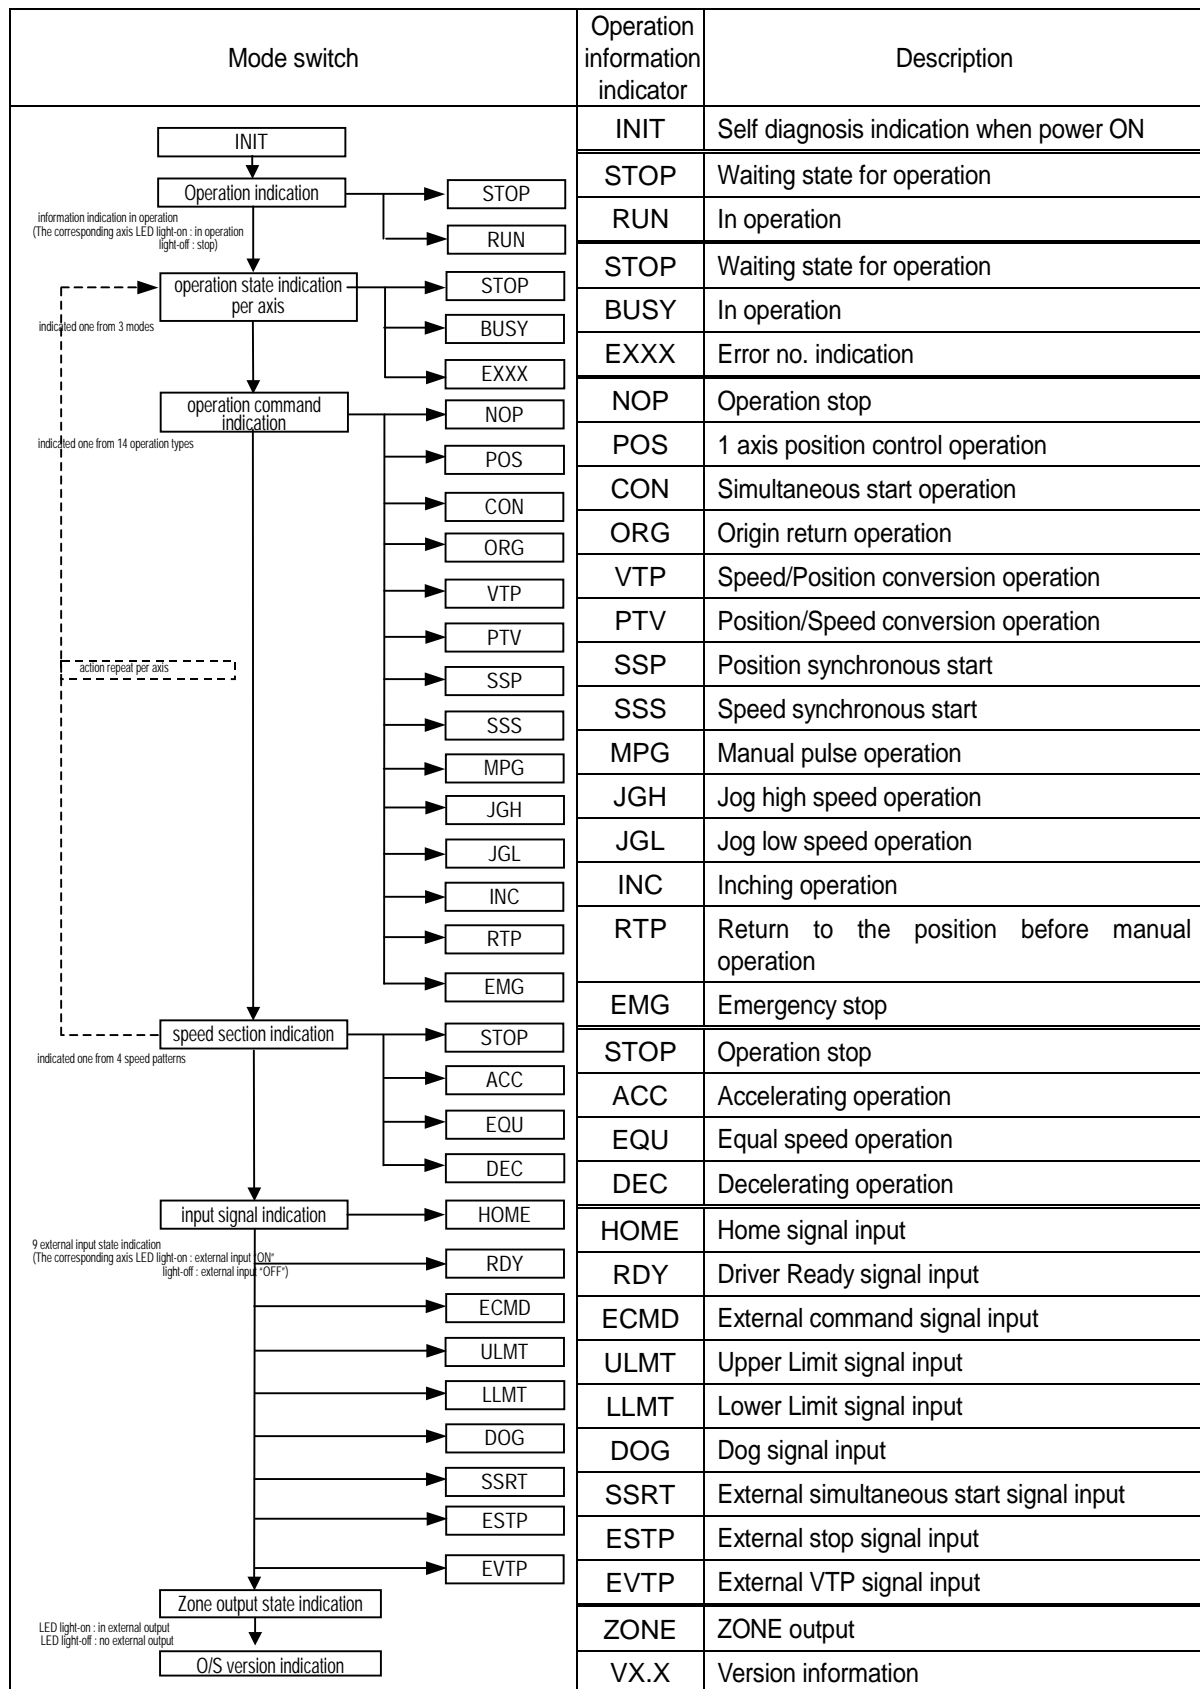 Mode switch
Operation
information
indicator
Description
INIT
Operation indication
STOP
RUN
information indication in operation
(The corresponding axis LED light-on : in operation
light-off : stop)
operation state indication
per axis
STOP
BUSY
EXXX
indicated one from 3 modes
operation command
indication
NOP
POS
CON
ORG
VTP
PTV
SSP
SSS
MPG
JGH
JGL
INC
RTP
EMG
indicated one from 14 operation types
action repeat per axis
speed section indication
STOP
ACC
EQU
DEC
indicated one from 4 speed patterns
input signal indication
HOME
RDY
ECMD
ULMT
LLMT
DOG
SSRT
ESTP
EVTP
9 external input state indication
(The corresponding axis LED light-on : external input "ON"
light-off : external input "OFF")
Zone output state indication
LED light-on : in external output
LED light-off : no external output
O/S version indication
INIT Self diagnosis indication when power ON
STOP Waiting state for operation
RUN In operation
STOP Waiting state for operation
BUSY In operation
EXXX Error no. indication
NOP Operation stop
POS 1 axis position control operation
CON Simultaneous start operation
ORG Origin return operation
VTP Speed/Position conversion operation
PTV Position/Speed conversion operation
SSP Position synchronous start
SSS Speed synchronous start
MPG Manual pulse operation
JGH Jog high speed operation
JGL Jog low speed operation
INC Inching operation
RTP Return to the position before manual
operation
EMG Emergency stop
STOP Operation stop
ACC Accelerating operation
EQU Equal speed operation
DEC Decelerating operation
HOME Home signal input
RDY Driver Ready signal input
ECMD External command signal input
ULMT Upper Limit signal input
LLMT Lower Limit signal input
DOG Dog signal input
SSRT External simultaneous start signal input
ESTP External stop signal input
EVTP External VTP signal input
ZONE ZONE output
VX.X Version information